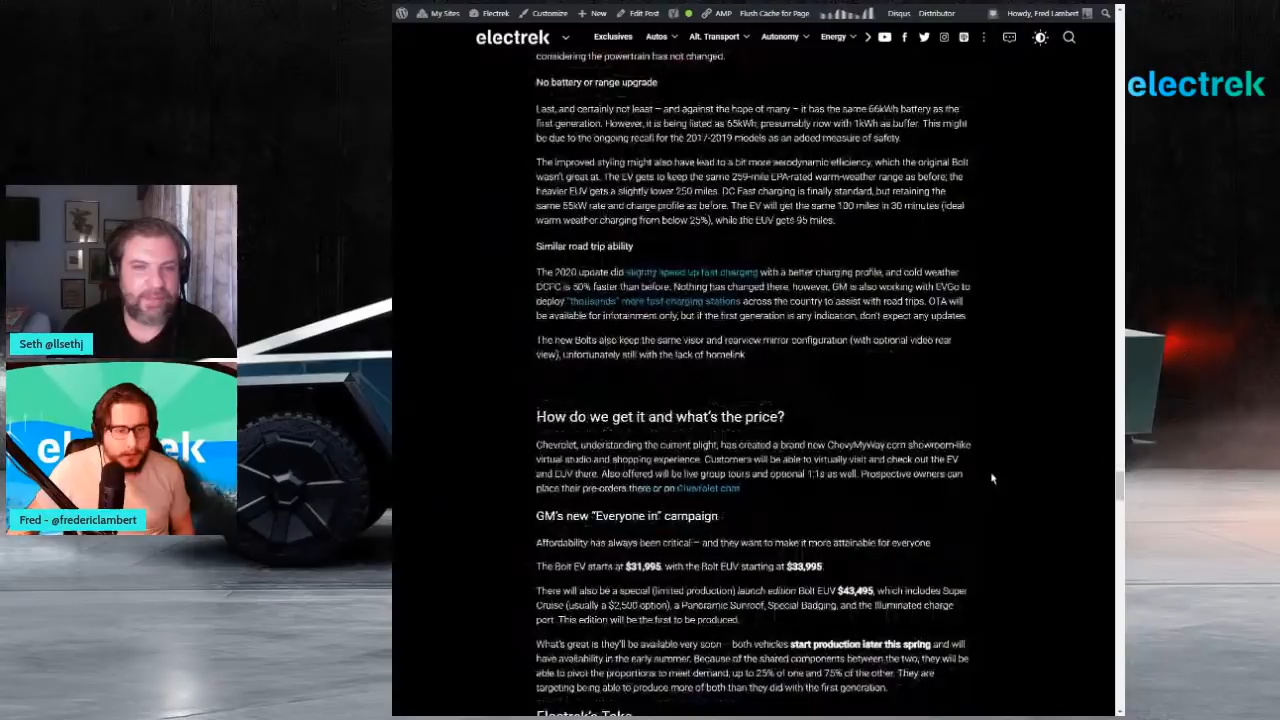 My Sites Electrek Customize New Edit Post AMP Flush Cache for Page Disqus Distributor Howdy, Fred Lambert
electrek Exclusives Autos Alt. Transport Autonomy Energy
electrek
considering the powertrain has not changed.
No battery or range upgrade
Last, and certainly not least – and against the hope of many – it has the same 66kWh battery as the
first generation. However, it is being listed as 65kWh, presumably now with 1kWh as buffer. This might
be due to the ongoing recall for the 2017-2019 models as an added measure of safety.
The improved styling might also have lead to a bit more aerodynamic efficiency, which the original Bolt
wasn't great at. The EV gets to keep the same 259-mile EPA-rated warm-weather range as before; the
heavier EUV gets a slightly lower 250 miles. DC Fast charging is finally standard, but retaining the
same 55kW rate and charge profile as before. The EV will get the same 100 miles in 30 minutes (ideal
warm weather charging from below 25%), while the EUV gets 95 miles.
Similar road trip ability
The 2020 update did slightly speed up fast charging with a better charging profile, and cold weather
DCFC is 50% faster than before. Nothing has changed there, however, GM is also working with EVGo to
deploy "thousands" more fast charging stations across the country to assist with road trips. OTA will
be available for infotainment only, but if the first generation is any indication, don't expect any updates
The new Bolts also keep the same visor and rearview mirror configuration (with optional video rear
view), unfortunately still with the lack of homelink
Seth @llsethj
How do we get it and what's the price?
Chevrolet, understanding the current plight, has created a brand new ChevyMyWay.com showroom-like
virtual studio and shopping experience. Customers will be able to virtually visit and check out the EV
and EUV there. Also offered will be live group tours and optional 1:1s as well. Prospective owners can
place their pre-orders there or on Chevrolet.com
electrek
Fred - @fredericlambert
GM's new "Everyone in" campaign
Affordability has always been critical – and they want to make it more attainable for everyone
The Bolt EV starts at $31,995, with the Bolt EUV starting at $33,995.
There will also be a special (limited production) launch edition Bolt EUV $43,495, which includes Super
Cruise (usually a $2,500 option), a Panoramic Sunroof, Special Badging, and the Illuminated charge
port. This edition will be the first to be produced.
What's great is they'll be available very soon – both vehicles start production later this spring and will
have availability in the early summer. Because of the shared components between the two, they will be
able to pivot the proportions to meet demand, up to 25% of one and 75% of the other. They are
targeting being able to produce more of both than they did with the first generation.
Electrek's Take